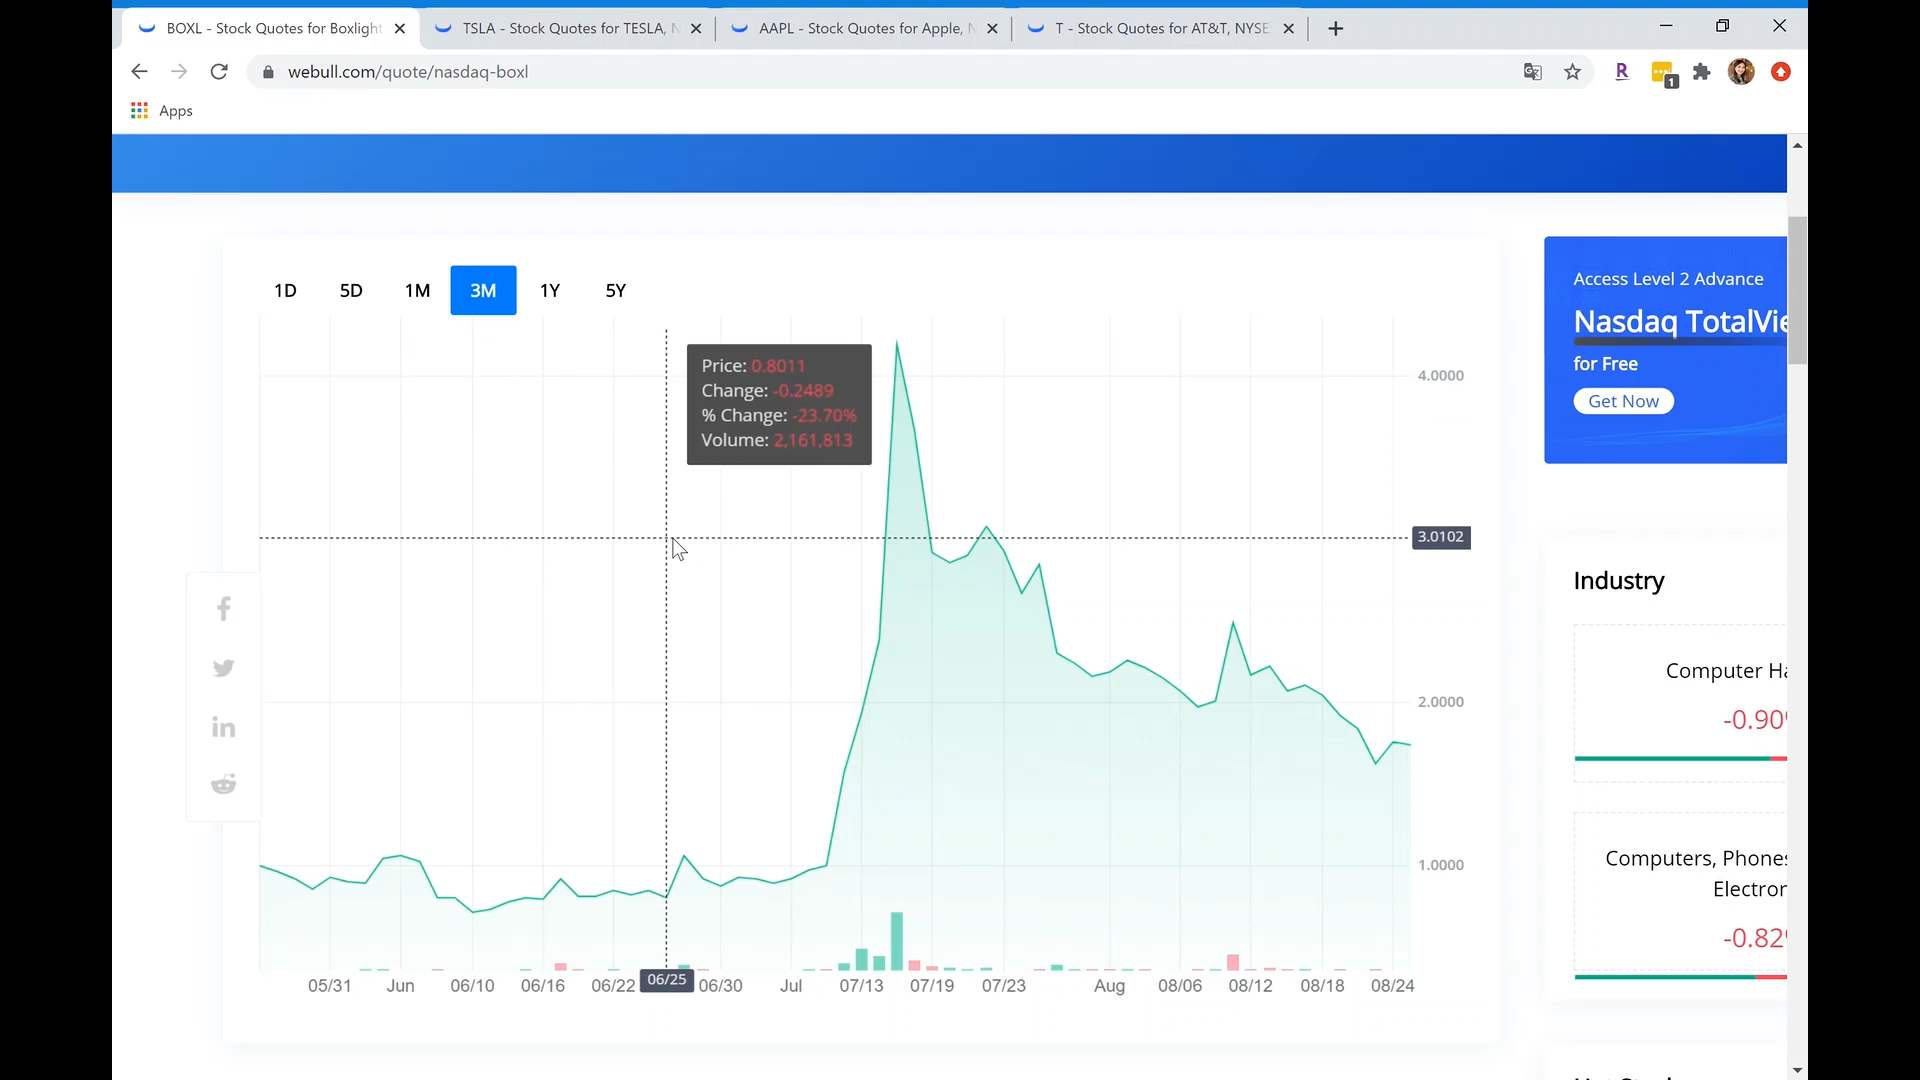 BOXL - Stock Quotes for Boxlight
TSLA - Stock Quotes for TESLA, N
AAPL - Stock Quotes for Apple, N
T - Stock Quotes for AT&T, NYSE:
webull.com/quote/nasdaq-boxl
R
1
Apps
1D 5D 1M 3M 1Y 5Y
Price: 0.8011
Change: -0.2489
% Change: -23.70%
Volume: 2,161,813
4.0000
3.0102
2.0000
1.0000
05/31 Jun 06/10 06/16 06/22 06/25 06/30 Jul 07/13 07/19 07/23 Aug 08/06 08/12 08/18 08/24
Access Level 2 Advance
Nasdaq TotalVie
for Free
Get Now
Industry
Computer Ha
-0.90%
Computers, Phones
Electron
-0.82%